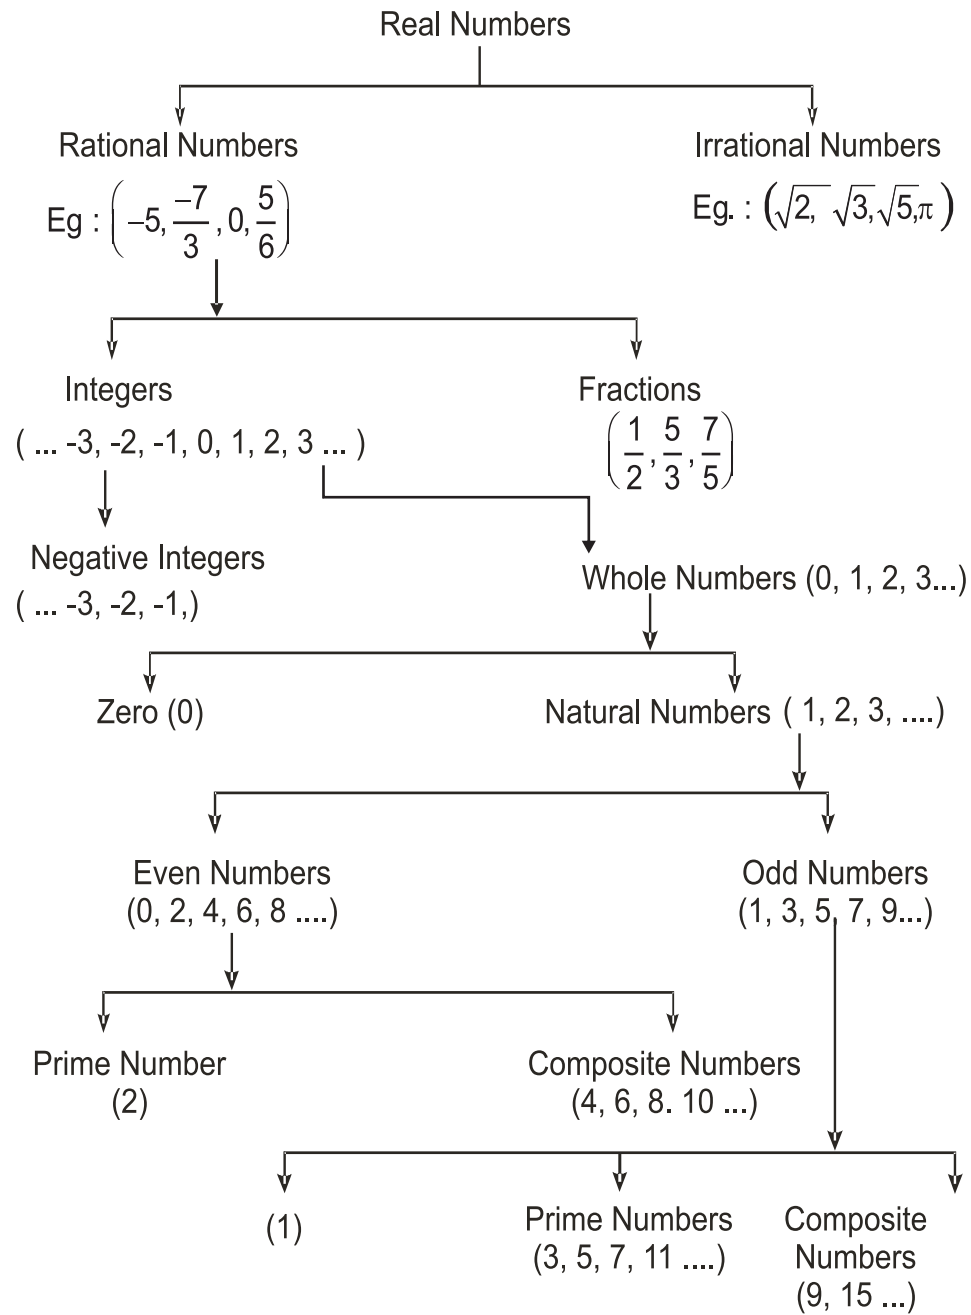 Real Numbers
Rational Numbers
Irrational Numbers
Eg : (–5, –7/3, 0, 5/6)
Eg. : (√2, √3, √5, π)
Integers
Fractions
( ... -3, -2, -1, 0, 1, 2, 3 ... )
(1/2, 5/3, 7/5)
Negative Integers
( ... -3, -2, -1,)
Whole Numbers (0, 1, 2, 3...)
Zero (0)
Natural Numbers ( 1, 2, 3, ....)
Even Numbers
(0, 2, 4, 6, 8 ....)
Odd Numbers
(1, 3, 5, 7, 9...)
Prime Number
(2)
Composite Numbers
(4, 6, 8. 10 ...)
(1)
Prime Numbers
(3, 5, 7, 11 ....)
Composite
Numbers
(9, 15 ...)